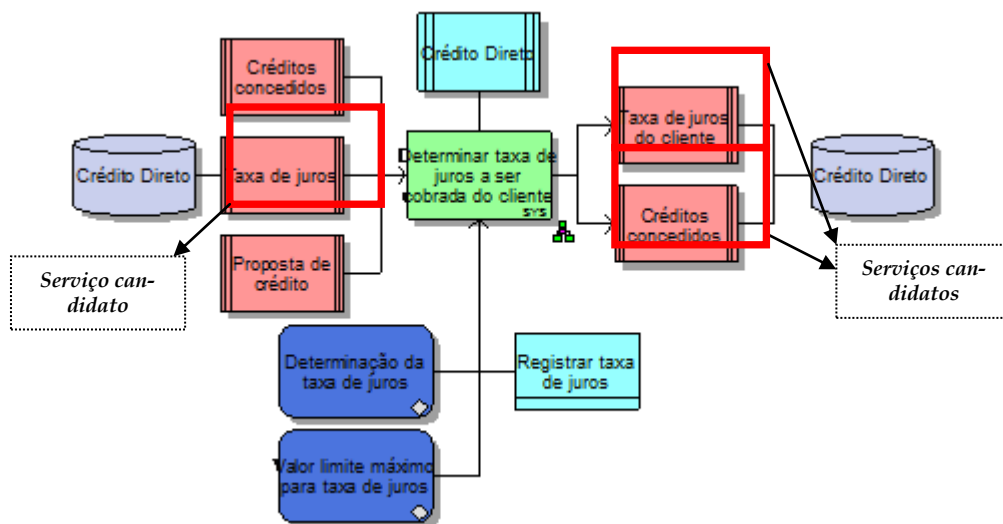 Créditos
concedidos
Crédito Direto
Crédito Direto
Taxa de juros
Determinar taxa de
juros a ser
cobrada do cliente
SYS
Taxa de juros
do cliente
Crédito Direto
Créditos
concedidos
Serviço can-
didato
Proposta de
crédito
Serviços can-
didatos
Determinação da
taxa de juros
Registrar taxa
de juros
Valor limite máximo
para taxa de juros